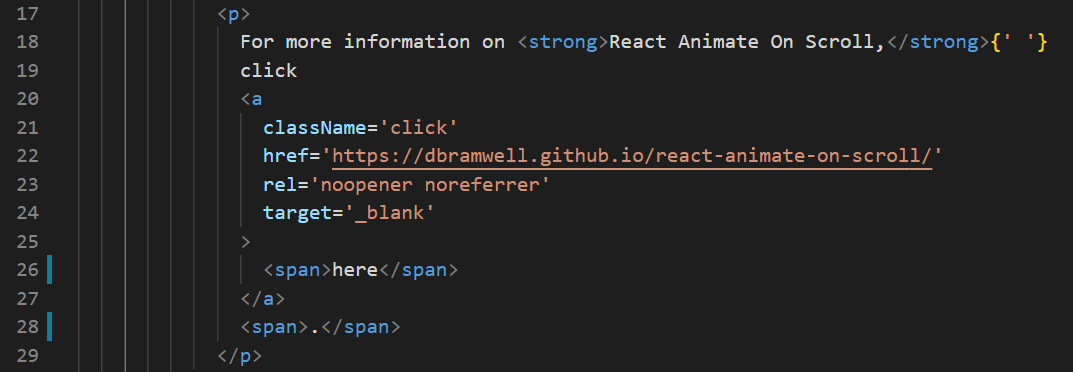 17 <p>
18 For more information on <strong>React Animate On Scroll,</strong>{' '}
19 click
20 <a
21 className='click'
22 href='https://dbramwell.github.io/react-animate-on-scroll/'
23 rel='noopener noreferrer'
24 target='_blank'
25 >
26 <span>here</span>
27 </a>
28 <span>.</span>
29 </p>